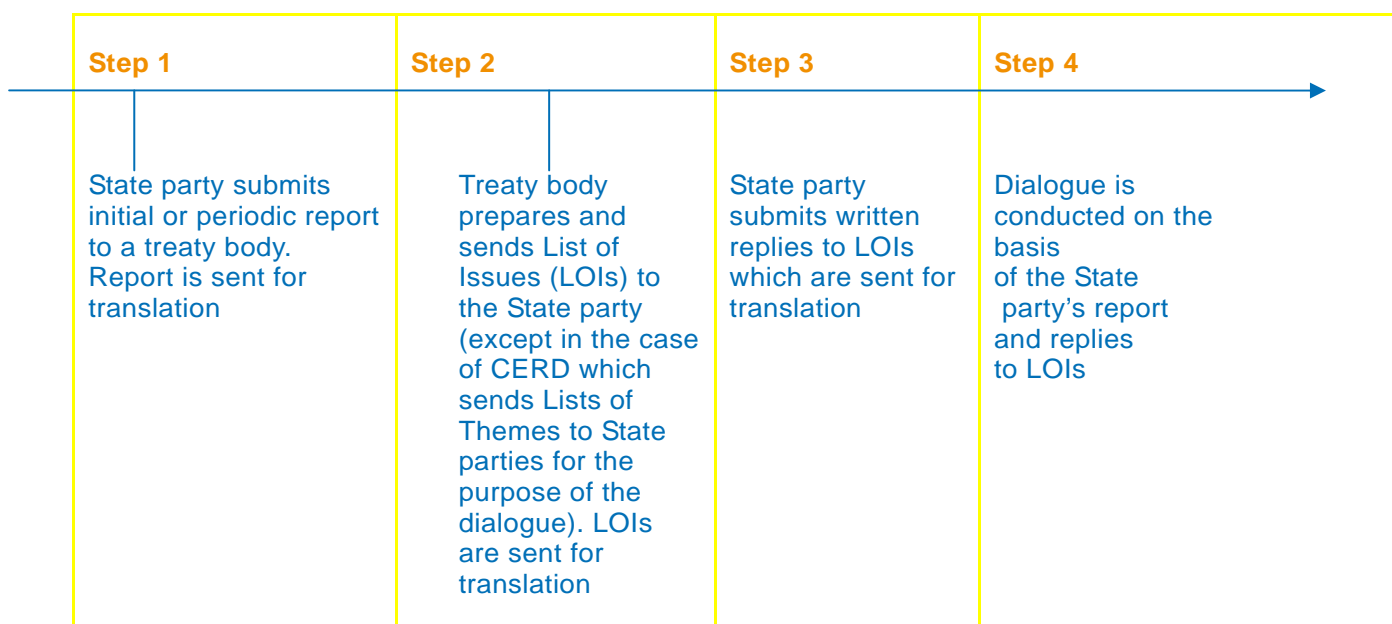 Step 1
State party submits
initial or periodic report
to a treaty body.
Report is sent for
translation
Step 2
Treaty body
prepares and
sends List of
Issues (LOIs) to
the State party
(except in the case
of CERD which
sends Lists of
Themes to State
parties for the
purpose of the
dialogue). LOIs
are sent for
translation
Step 3
State party
submits written
replies to LOIs
which are sent for
translation
Step 4
Dialogue is
conducted on the
basis
of the State
party’s report
and replies
to LOIs